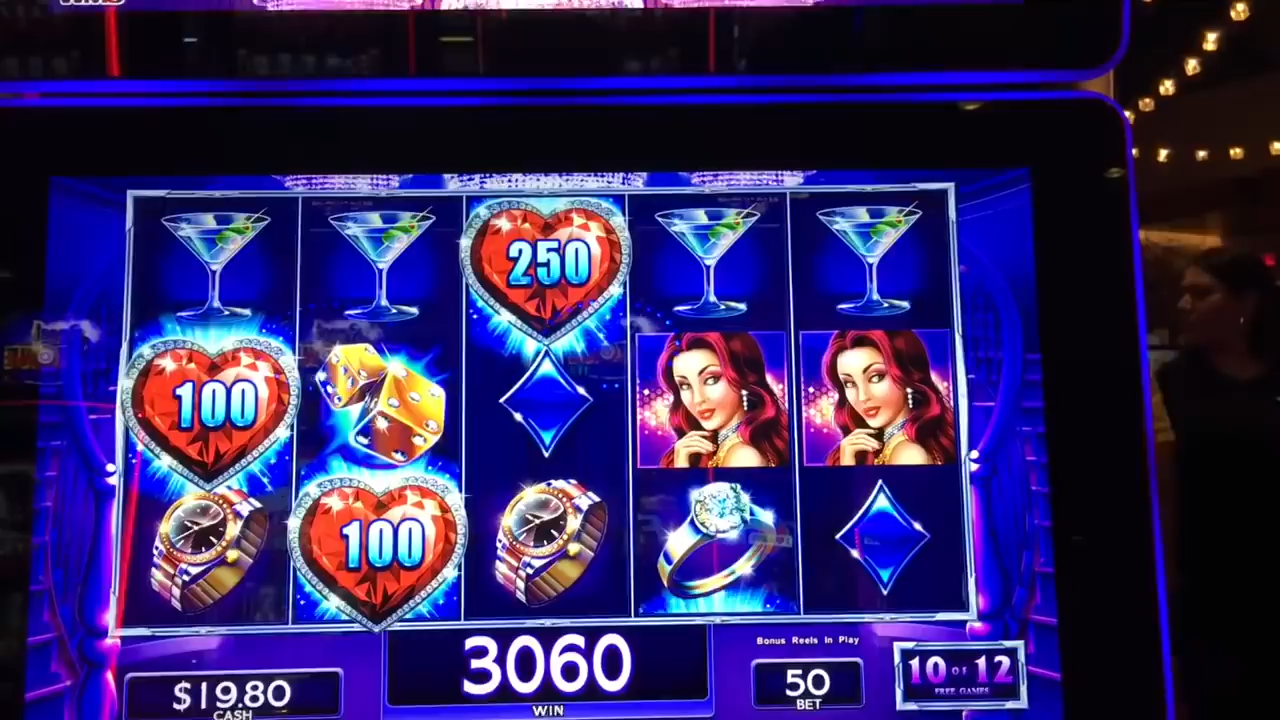 250
100
100
3060
WIN
$19.80
CASH
Bonus Reels In Play
50
BET
10 OF 12
FREE GAMES